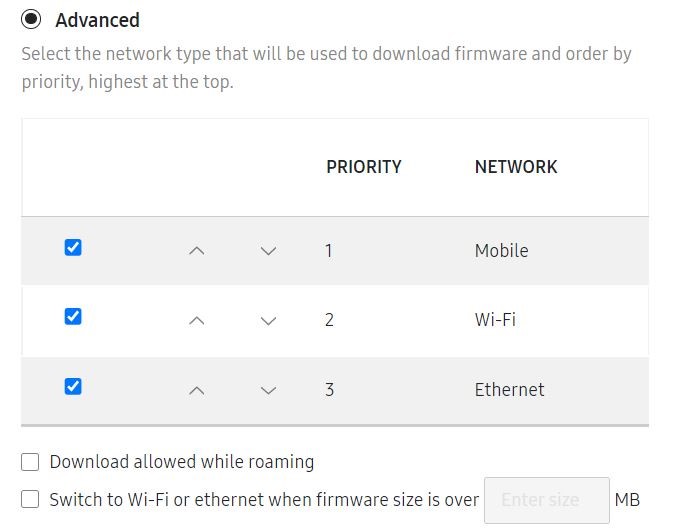 Advanced
Select the network type that will be used to download firmware and order by
priority, highest at the top.
PRIORITY NETWORK
1 Mobile
2 Wi-Fi
3 Ethernet
Download allowed while roaming
Switch to Wi-Fi or ethernet when firmware size is over Enter size MB